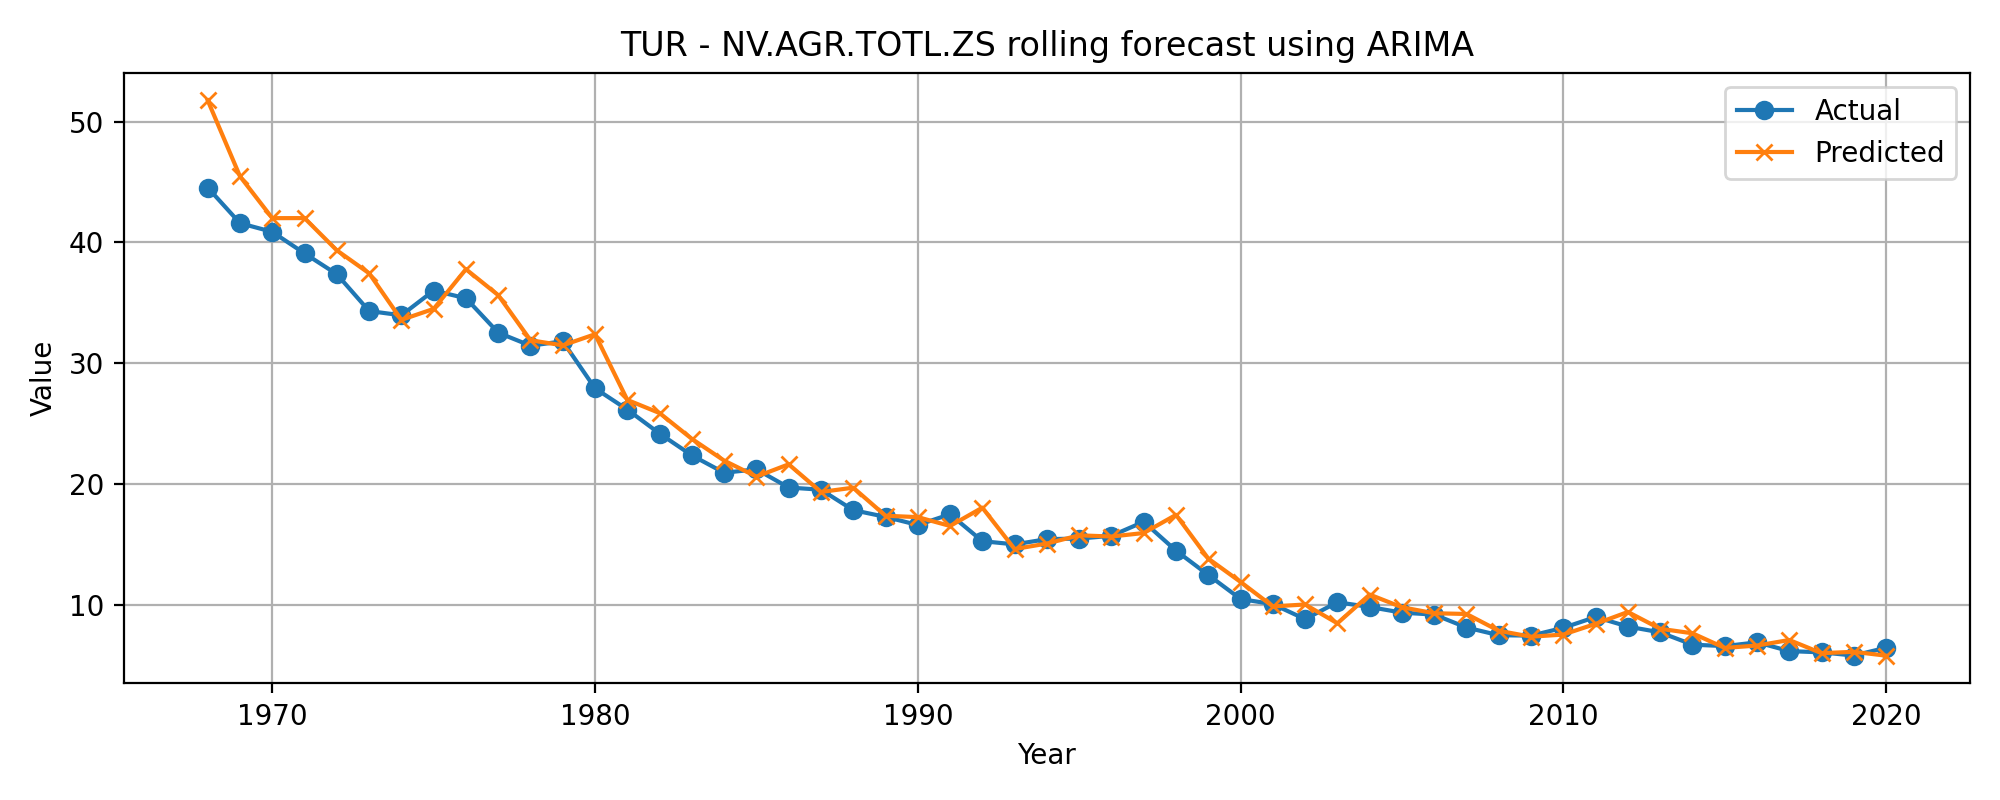 TUR - NV.AGR.TOTL.ZS rolling forecast using ARIMA
Actual
Predicted
Value
50
40
30
20
10
1970 1980 1990 2000 2010 2020
Year